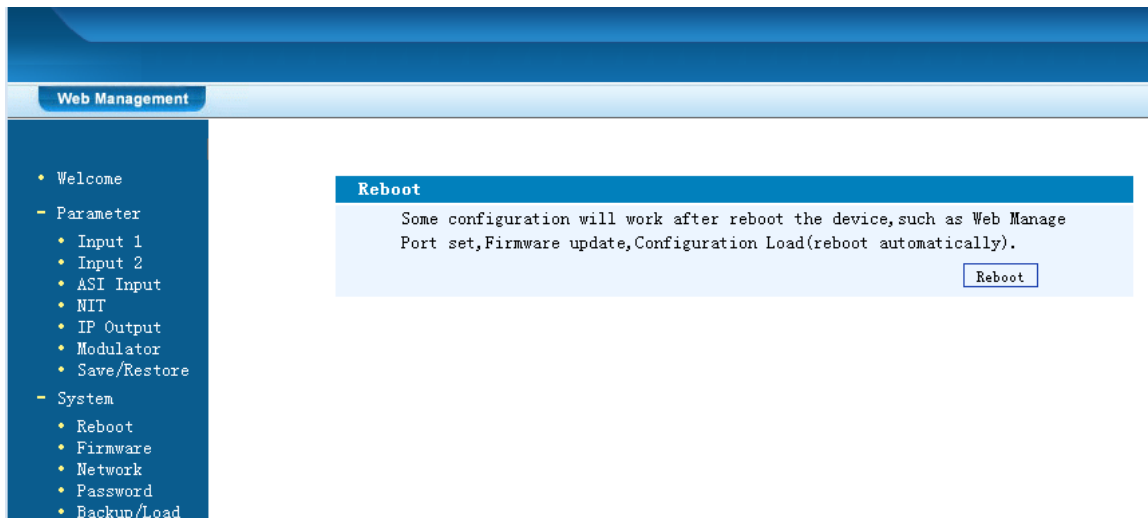 Web Management
Welcome
Parameter
Input 1
Input 2
ASI Input
NIT
IP Output
Modulator
Save/Restore
System
Reboot
Firmware
Network
Password
Backup/Load
Reboot
Some configuration will work after reboot the device,such as Web Manage
Port set,Firmware update,Configuration Load(reboot automatically).
Reboot